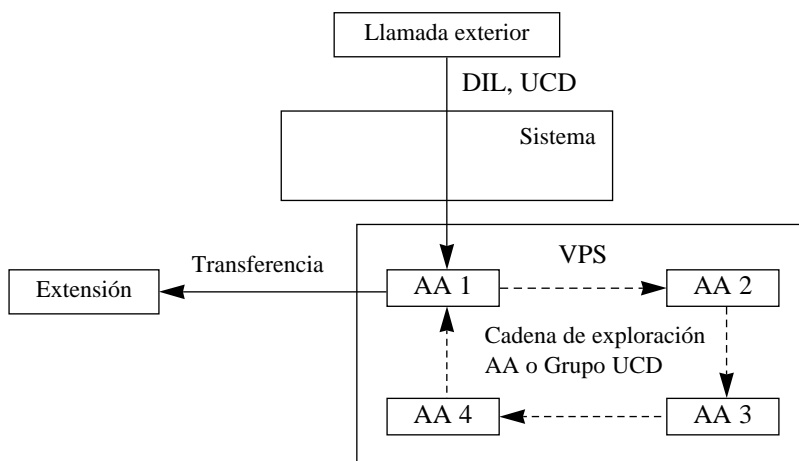 Llamada exterior
DIL, UCD
Sistema
VPS
Transferencia
Extensión
AA 1
AA 2
Cadena de exploración
AA o Grupo UCD
AA 4
AA 3